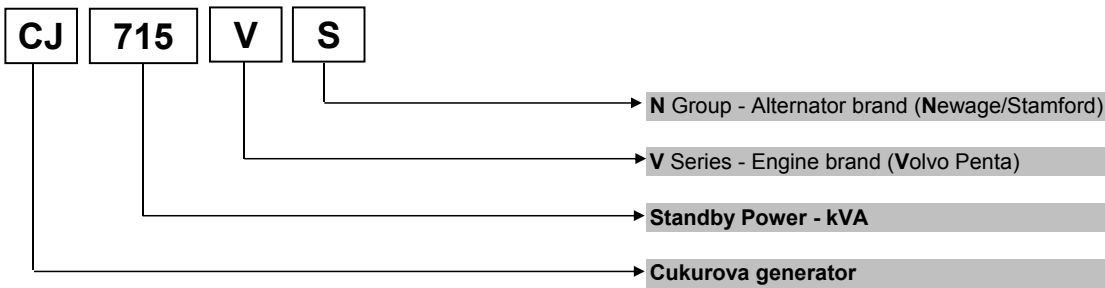 CJ 715 V S
N Group - Alternator brand (Newage/Stamford)
V Series - Engine brand (Volvo Penta)
Standby Power - kVA
Cukurova generator